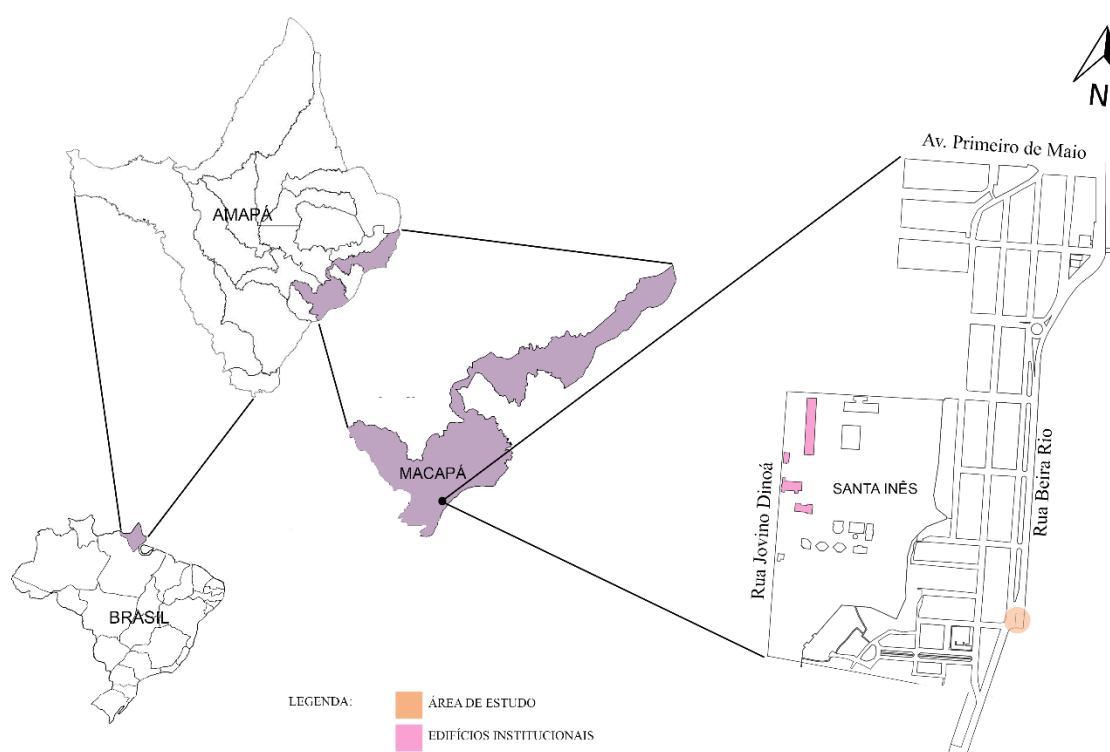 N
Av. Primeiro de Maio
AMAPÁ
MACAPÁ
SANTA INÊS
Rua Jovino Dinoá
Rua Beira Rio
BRASIL
LEGENDA:
ÁREA DE ESTUDO
EDIFÍCIOS INSTITUCIONAIS